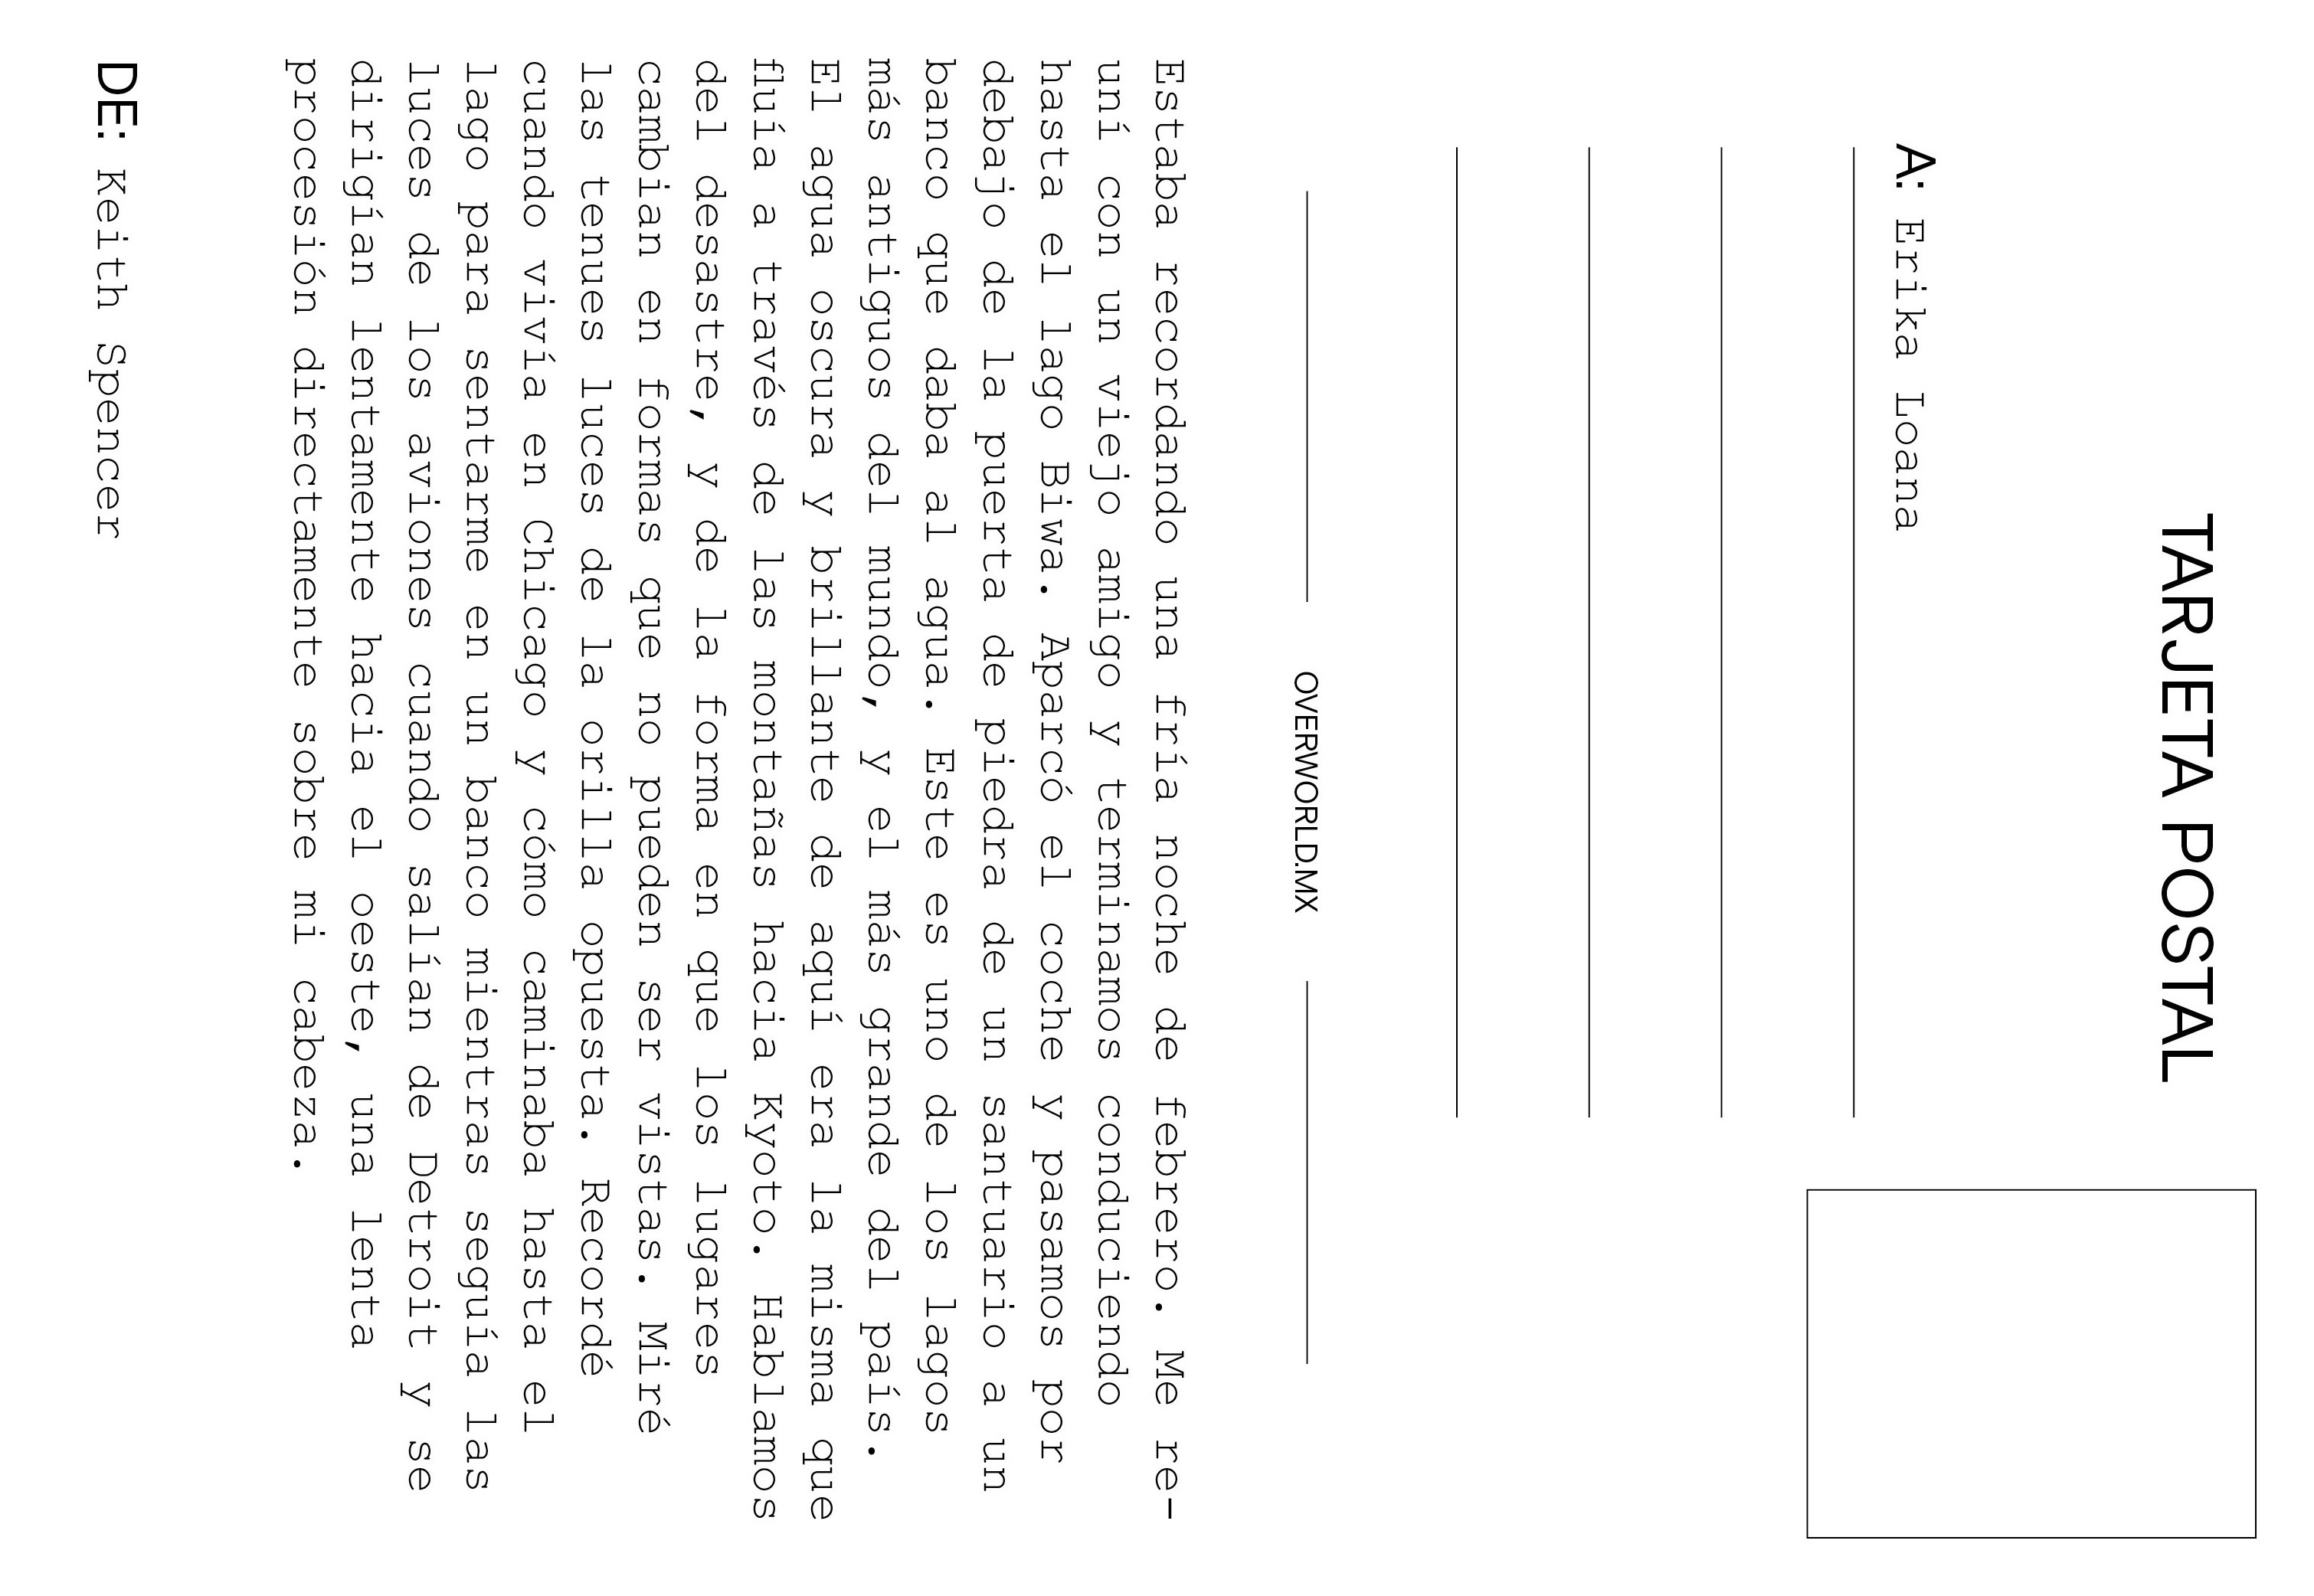 TARJETA POSTAL
A: Erika Loana
OVERWORLD.MX
Estaba recordando una fría noche de febrero. Me re-
uní con un viejo amigo y terminamos conduciendo
hasta el lago Biwa. Aparcó el coche y pasamos por
debajo de la puerta de piedra de un santuario a un
banco que daba al agua. Este es uno de los lagos
más antiguos del mundo, y el más grande del país.
El agua oscura y brillante de aquí era la misma que
fluía a través de las montañas hacia Kyoto. Hablamos
del desastre, y de la forma en que los lugares
cambian en formas que no pueden ser vistas. Miré
las tenues luces de la orilla opuesta. Recordé
cuando vivía en Chicago y cómo caminaba hasta el
lago para sentarme en un banco mientras seguía las
luces de los aviones cuando salían de Detroit y se
dirigían lentamente hacia el oeste, una lenta
procesión directamente sobre mi cabeza.
DE: Keith Spencer